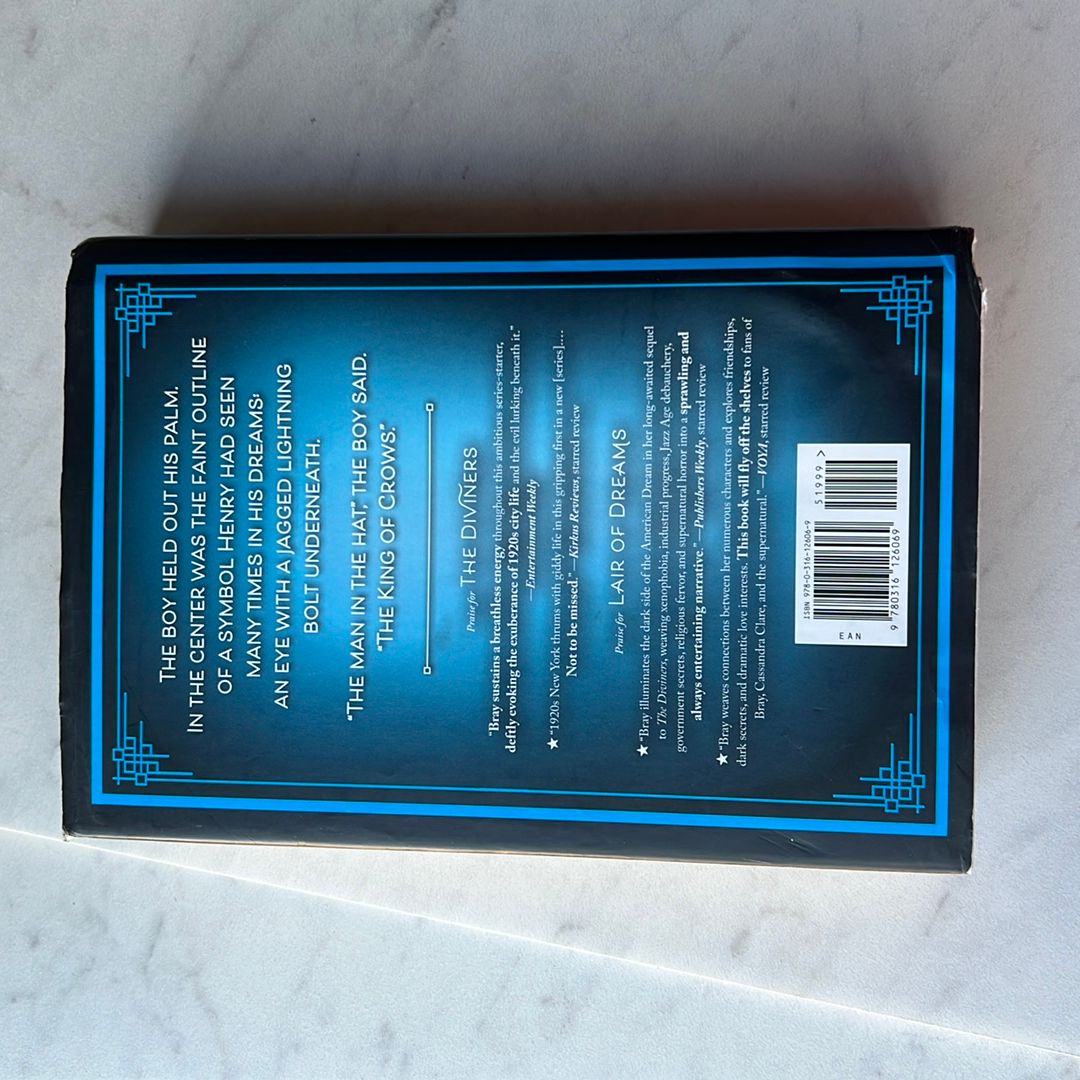 THE BOY HELD OUT HIS PALM.
IN THE CENTER WAS THE FAINT OUTLINE
OF A SYMBOL HENRY HAD SEEN
MANY TIMES IN HIS DREAMS:
AN EYE WITH A JAGGED LIGHTNING
BOLT UNDERNEATH.
"THE MAN IN THE HAT," THE BOY SAID.
"THE KING OF CROWS."
Praise for THE DIVINERS
"Bray sustains a breathless energy throughout this ambitious series-starter,
deftly evoking the exuberance of 1920s city life and the evil lurking beneath it."
—Entertainment Weekly
★ "1920s New York thrums with giddy life in this gripping first in a new [series]....
Not to be missed." —Kirkus Reviews, starred review
Praise for LAIR OF DREAMS
★ "Bray illuminates the dark side of the American Dream in her long-awaited sequel
to The Diviners, weaving xenophobia, industrial progress, Jazz Age debauchery,
government secrets, religious fervor, and supernatural horror into a sprawling and
always entertaining narrative." —Publishers Weekly, starred review
★ "Bray weaves connections between her numerous characters and explores friendships,
dark secrets, and dramatic love interests. This book will fly off the shelves to fans of
Bray, Cassandra Clare, and the supernatural." —VOYA, starred review
ISBN 978-0-316-12606-9
51999 >
EAN
9 780316 126069